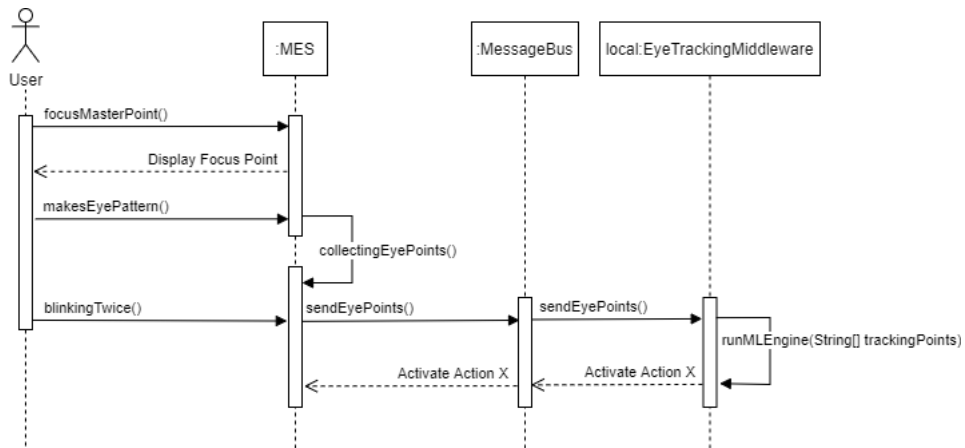 :MES
:MessageBus
local:EyeTrackingMiddleware
User
focusMasterPoint()
Display Focus Point
makesEyePattern()
collectingEyePoints()
blinkingTwice()
sendEyePoints()
sendEyePoints()
runMLEngine(String[] trackingPoints)
Activate Action X
Activate Action X